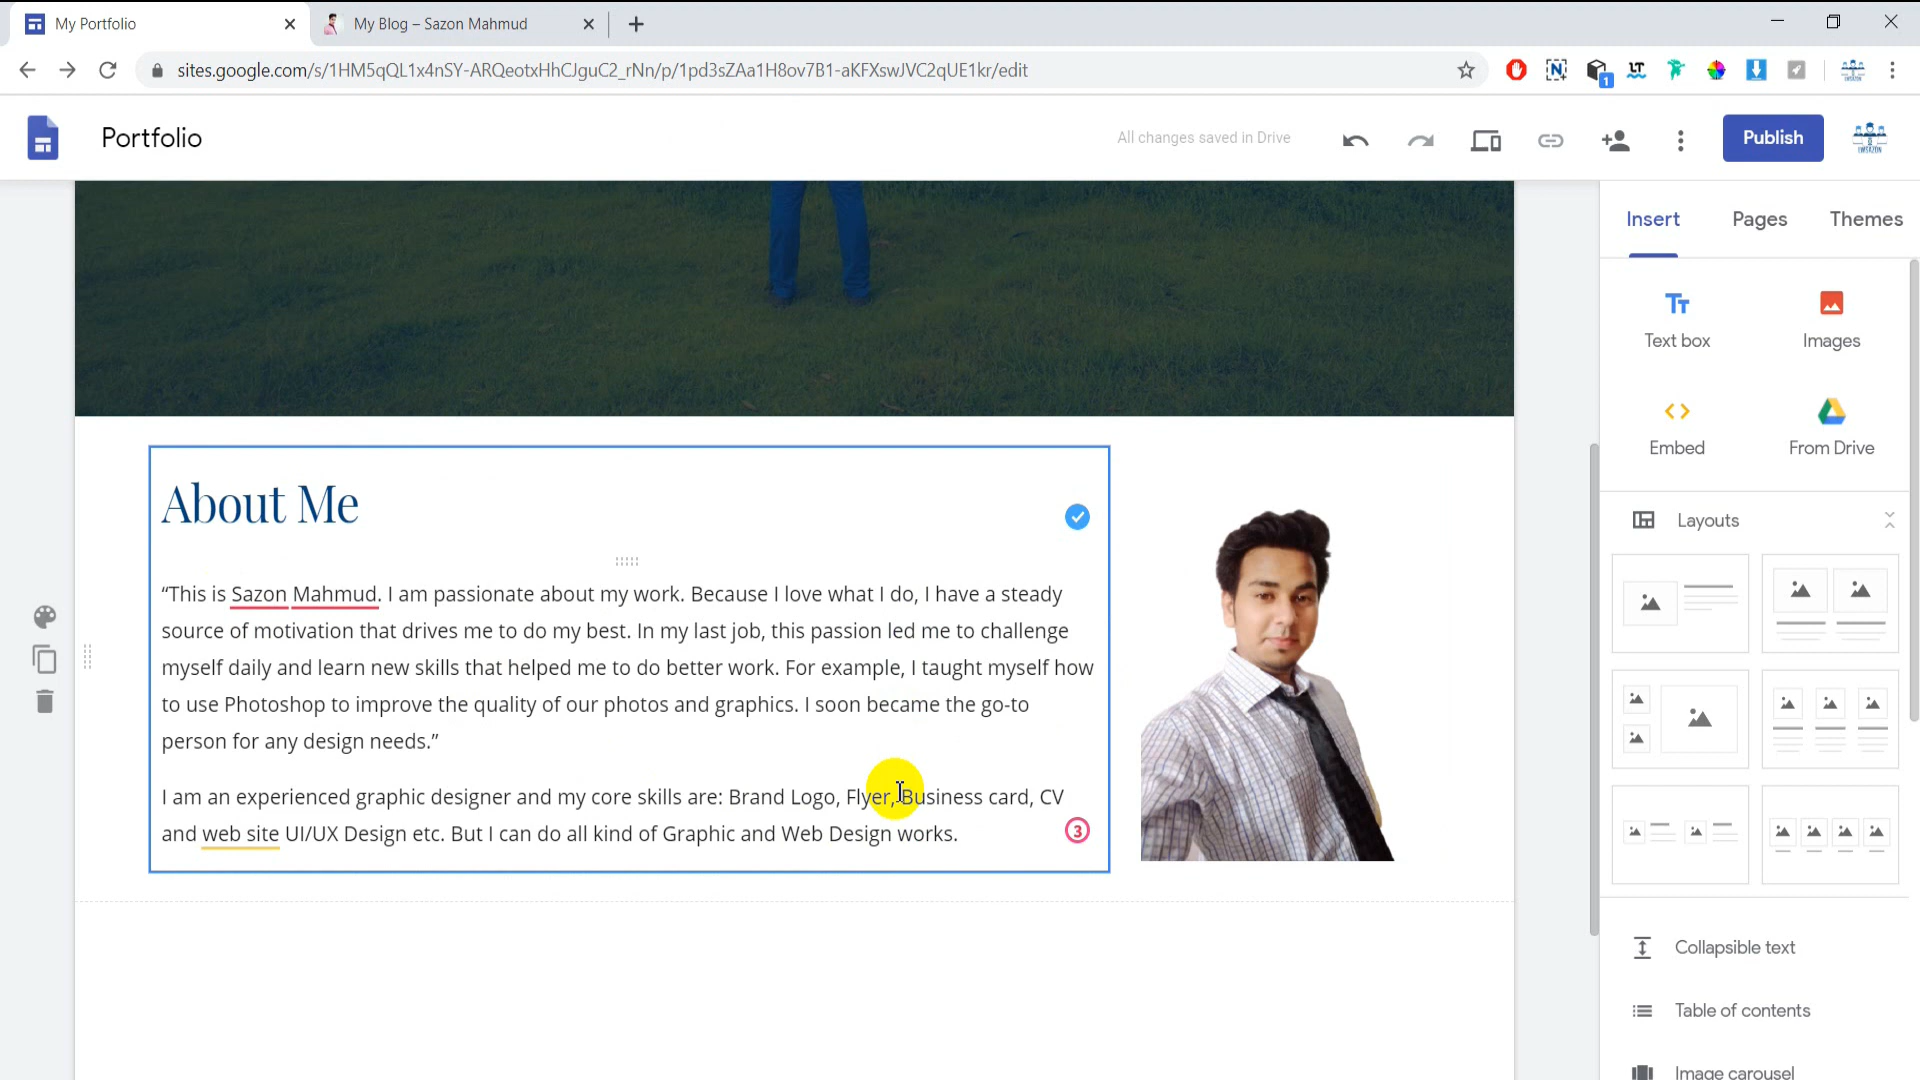 My Portfolio
My Blog – Sazon Mahmud
sites.google.com/s/1HM5qQL1x4nSY-ARQeotxHhCJguC2_rNn/p/1pd3sZAa1H8ov7B1-aKFXswJVC2qUE1kr/edit
1
Portfolio
All changes saved in Drive
Publish
Insert
Pages
Themes
Text box
Images
Embed
From Drive
Layouts
Collapsible text
Table of contents
Image carousel
About Me
“This is Sazon Mahmud. I am passionate about my work. Because I love what I do, I have a steady
source of motivation that drives me to do my best. In my last job, this passion led me to challenge
myself daily and learn new skills that helped me to do better work. For example, I taught myself how
to use Photoshop to improve the quality of our photos and graphics. I soon became the go-to
person for any design needs.”
I am an experienced graphic designer and my core skills are: Brand Logo, Flyer, Business card, CV
and web site UI/UX Design etc. But I can do all kind of Graphic and Web Design works.
3